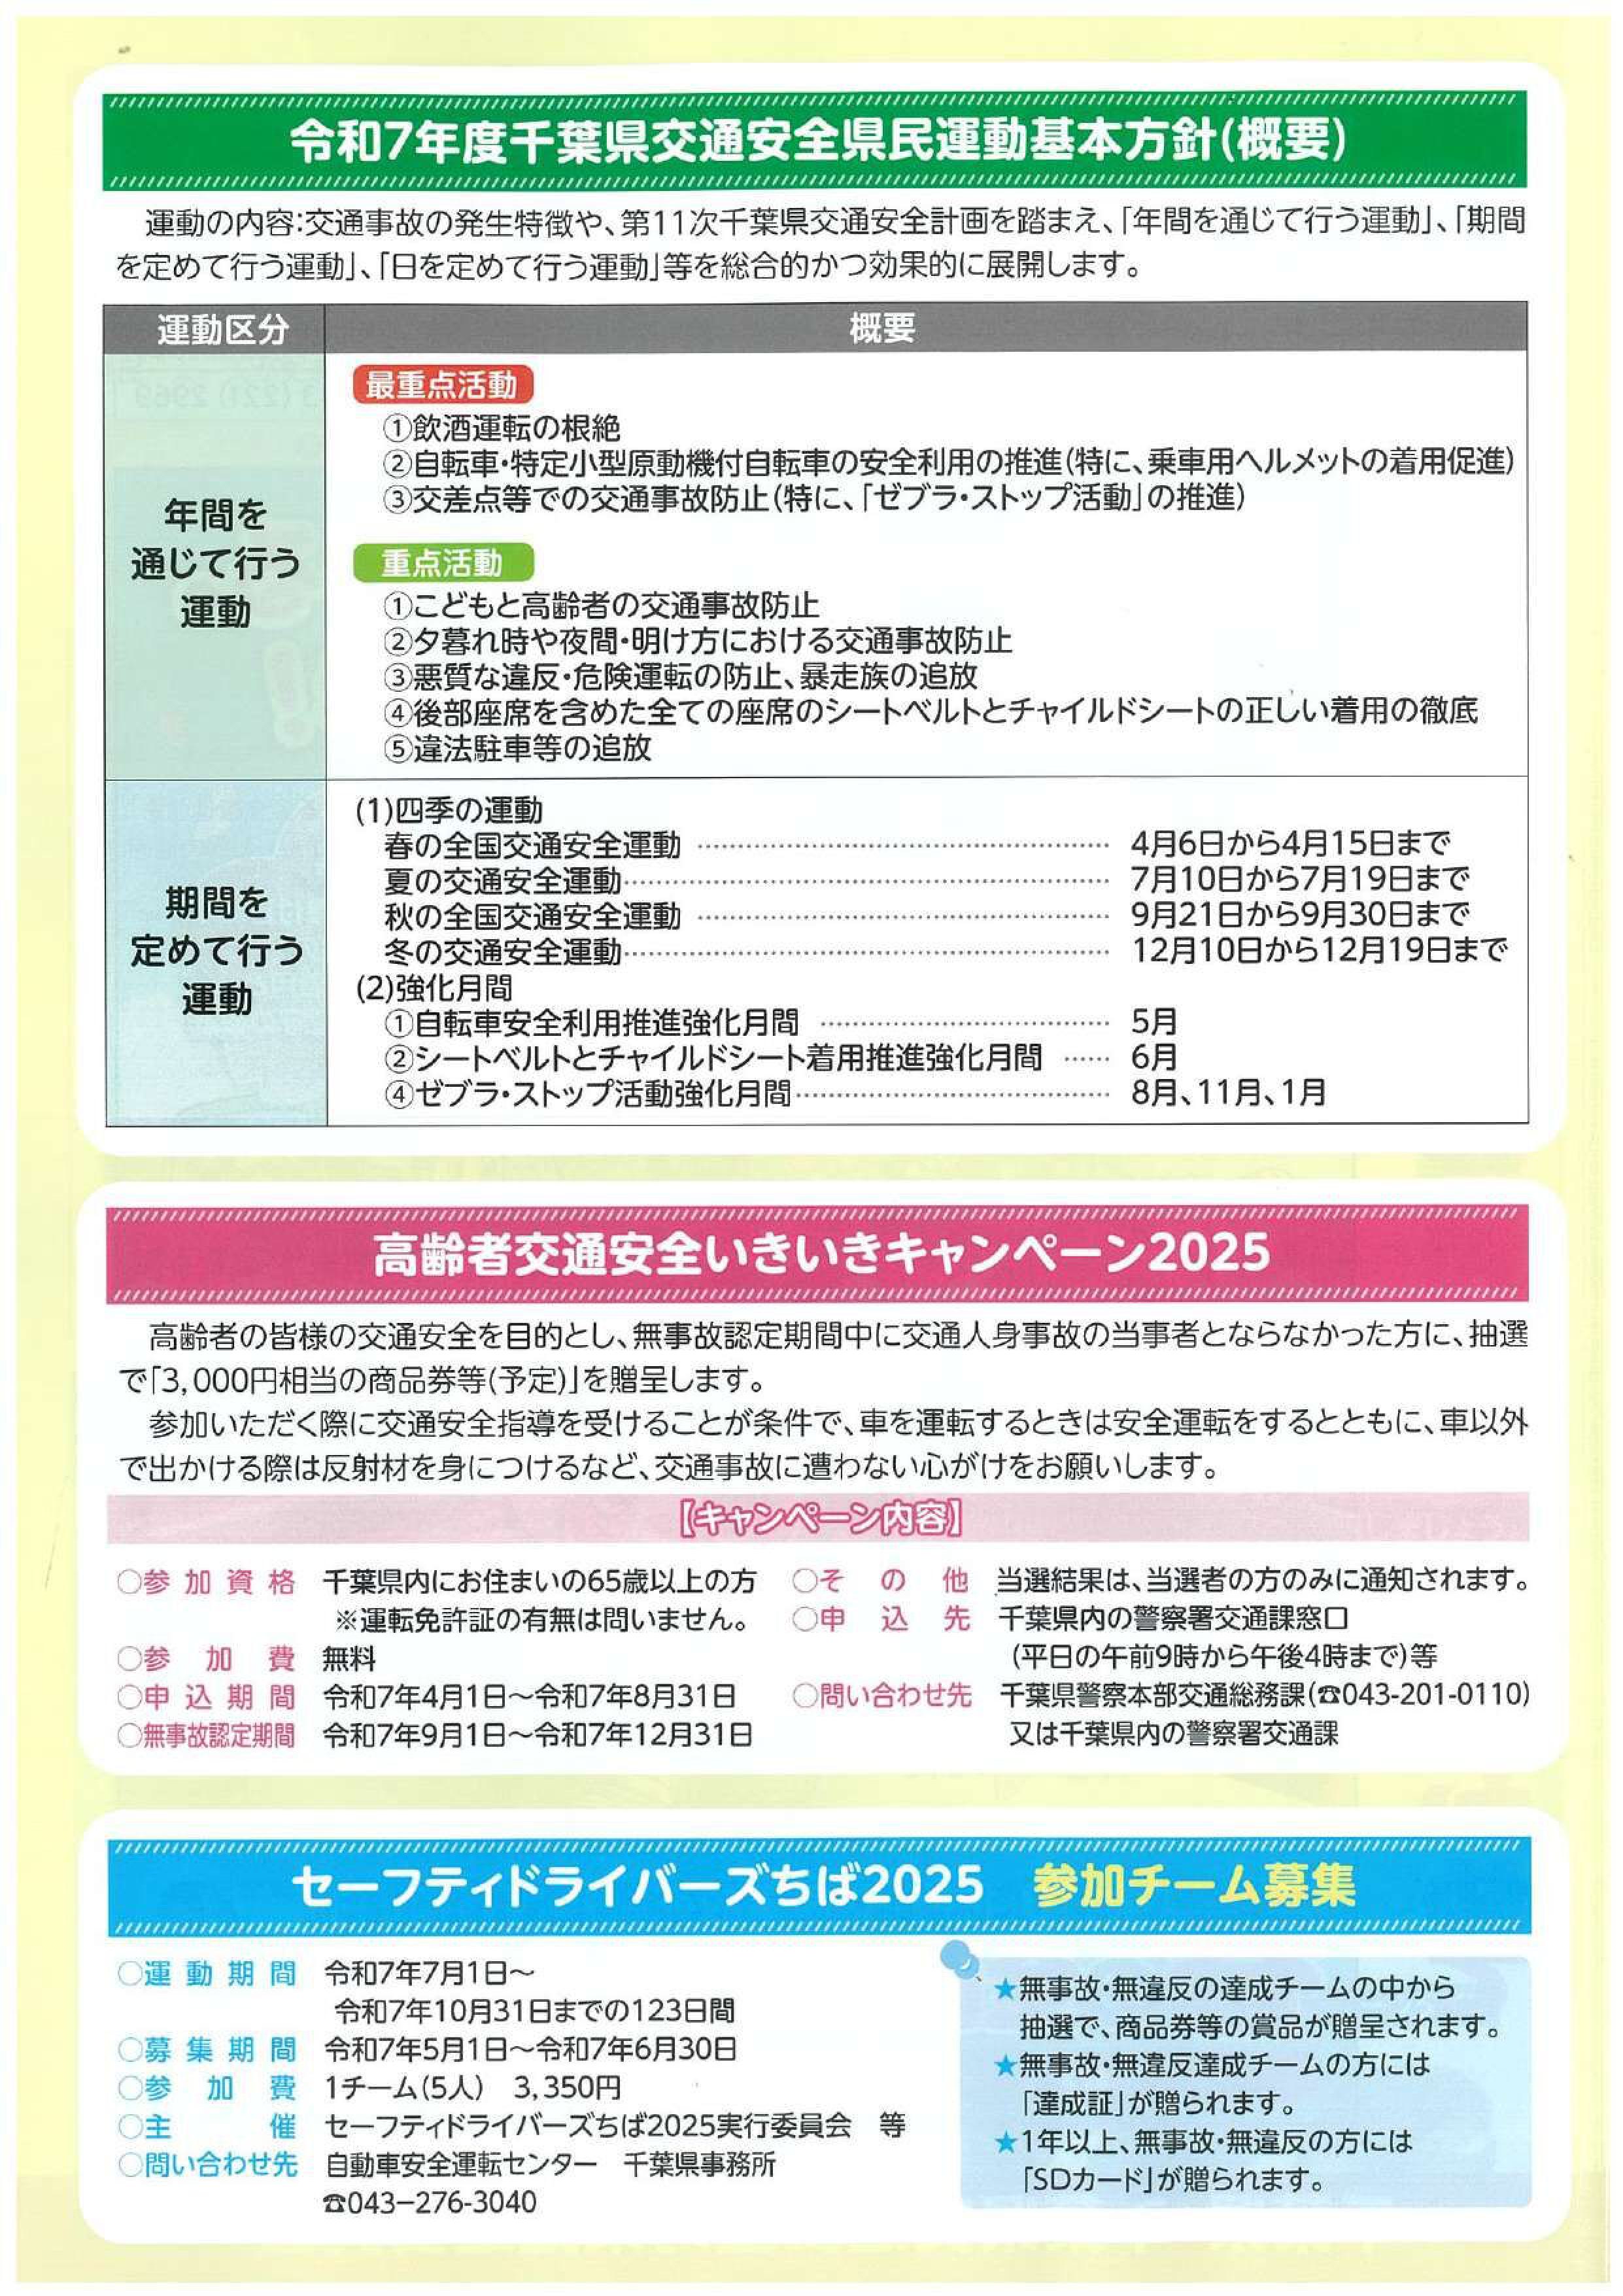 令和7年度千葉県交通安全県民運動基本方針(概要)
運動の内容:交通事故の発生特徴や、第11次千葉県交通安全計画を踏まえ、「年間を通じて行う運動」、「期間
を定めて行う運動」、「日を定めて行う運動」等を総合的かつ効果的に展開します。
運動区分
概要
年間を
通じて行う
運動
最重点活動
①飲酒運転の根絶
②自転車・特定小型原動機付自転車の安全利用の推進(特に、乗車用ヘルメットの着用促進)
③交差点等での交通事故防止(特に、「ゼブラ・ストップ活動」の推進)
重点活動
①こどもと高齢者の交通事故防止
②夕暮れ時や夜間・明け方における交通事故防止
③悪質な違反・危険運転の防止、暴走族の追放
④後部座席を含めた全ての座席のシートベルトとチャイルドシートの正しい着用の徹底
⑤違法駐車等の追放
期間を
定めて行う
運動
(1)四季の運動
春の全国交通安全運動 …… 4月6日から4月15日まで
夏の交通安全運動 …… 7月10日から7月19日まで
秋の全国交通安全運動 …… 9月21日から9月30日まで
冬の交通安全運動 …… 12月10日から12月19日まで
(2)強化月間
①自転車安全利用推進強化月間 …… 5月
②シートベルトとチャイルドシート着用推進強化月間 …… 6月
④ゼブラ・ストップ活動強化月間 …… 8月、11月、1月
高齢者交通安全いきいきキャンペーン2025
高齢者の皆様の交通安全を目的とし、無事故認定期間中に交通人身事故の当事者とならなかった方に、抽選
で「3,000円相当の商品券等(予定)」を贈呈します。
参加いただく際に交通安全指導を受けることが条件で、車を運転するときは安全運転をするとともに、車以外
で出かける際は反射材を身につけるなど、交通事故に遭わない心がけをお願いします。
【キャンペーン内容】
○参加資格 千葉県内にお住まいの65歳以上の方
※運転免許証の有無は問いません。
○参加費 無料
○申込期間 令和7年4月1日～令和7年8月31日
○無事故認定期間 令和7年9月1日～令和7年12月31日
○その他 当選結果は、当選者の方のみに通知されます。
○申込先 千葉県内の警察署交通課窓口
(平日の午前9時から午後4時まで)等
○問い合わせ先 千葉県警察本部交通総務課(☎043-201-0110)
又は千葉県内の警察署交通課
セーフティドライバーズちば2025 参加チーム募集
○運動期間 令和7年7月1日～
令和7年10月31日までの123日間
○募集期間 令和7年5月1日～令和7年6月30日
○参加費 1チーム(5人) 3,350円
○主催 セーフティドライバーズちば2025実行委員会 等
○問い合わせ先 自動車安全運転センター 千葉県事務所
☎043-276-3040
★無事故・無違反の達成チームの中から
抽選で、商品券等の賞品が贈呈されます。
★無事故・無違反達成チームの方には
「達成証」が贈られます。
★1年以上、無事故・無違反の方には
「SDカード」が贈られます。